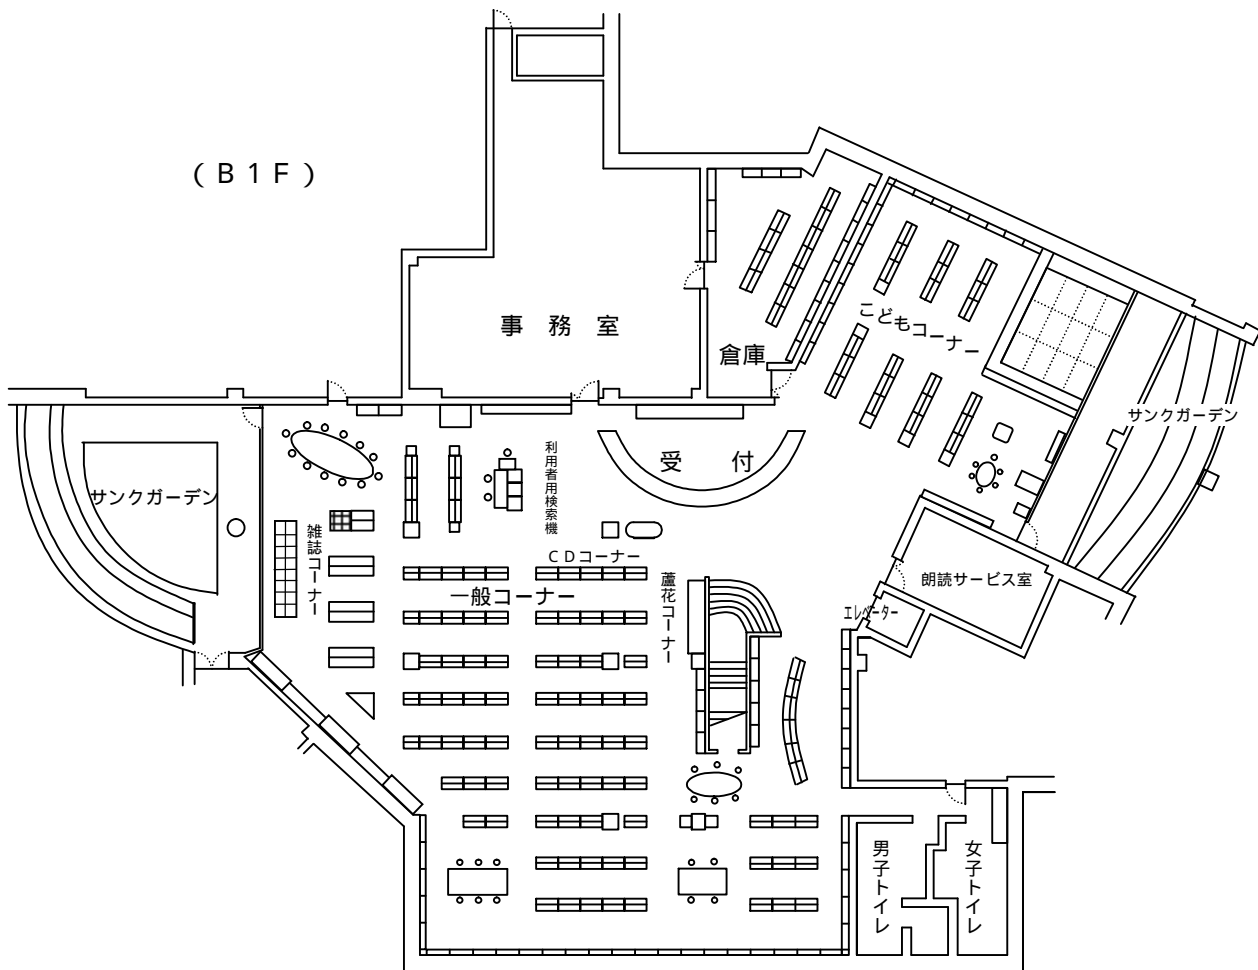 （Ｂ１Ｆ）
事務室
倉庫
こどもコーナー
サンクガーデン
サンクガーデン
受付
利用者用検索機
雑誌コーナー
ＣＤコーナー
一般コーナー
蘆花コーナー
朗読サービス室
エレベーター
男子トイレ
女子トイレ